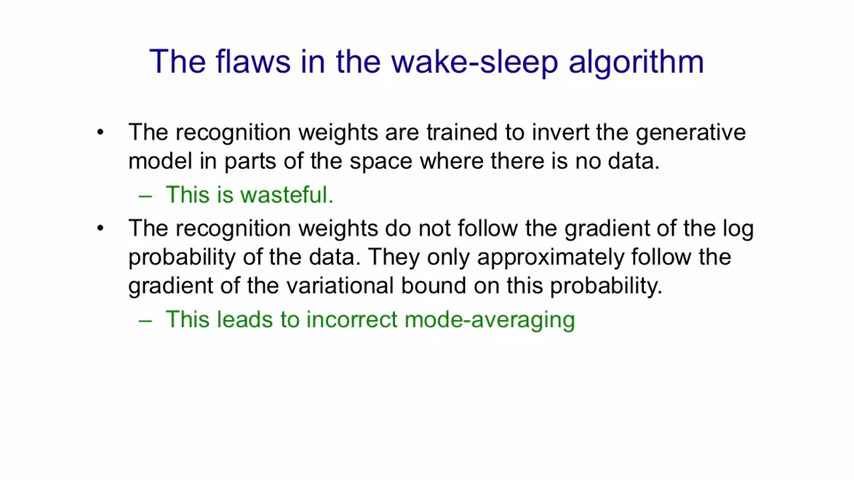 The flaws in the wake-sleep algorithm
• The recognition weights are trained to invert the generative
model in parts of the space where there is no data.
– This is wasteful.
• The recognition weights do not follow the gradient of the log
probability of the data. They only approximately follow the
gradient of the variational bound on this probability.
– This leads to incorrect mode-averaging